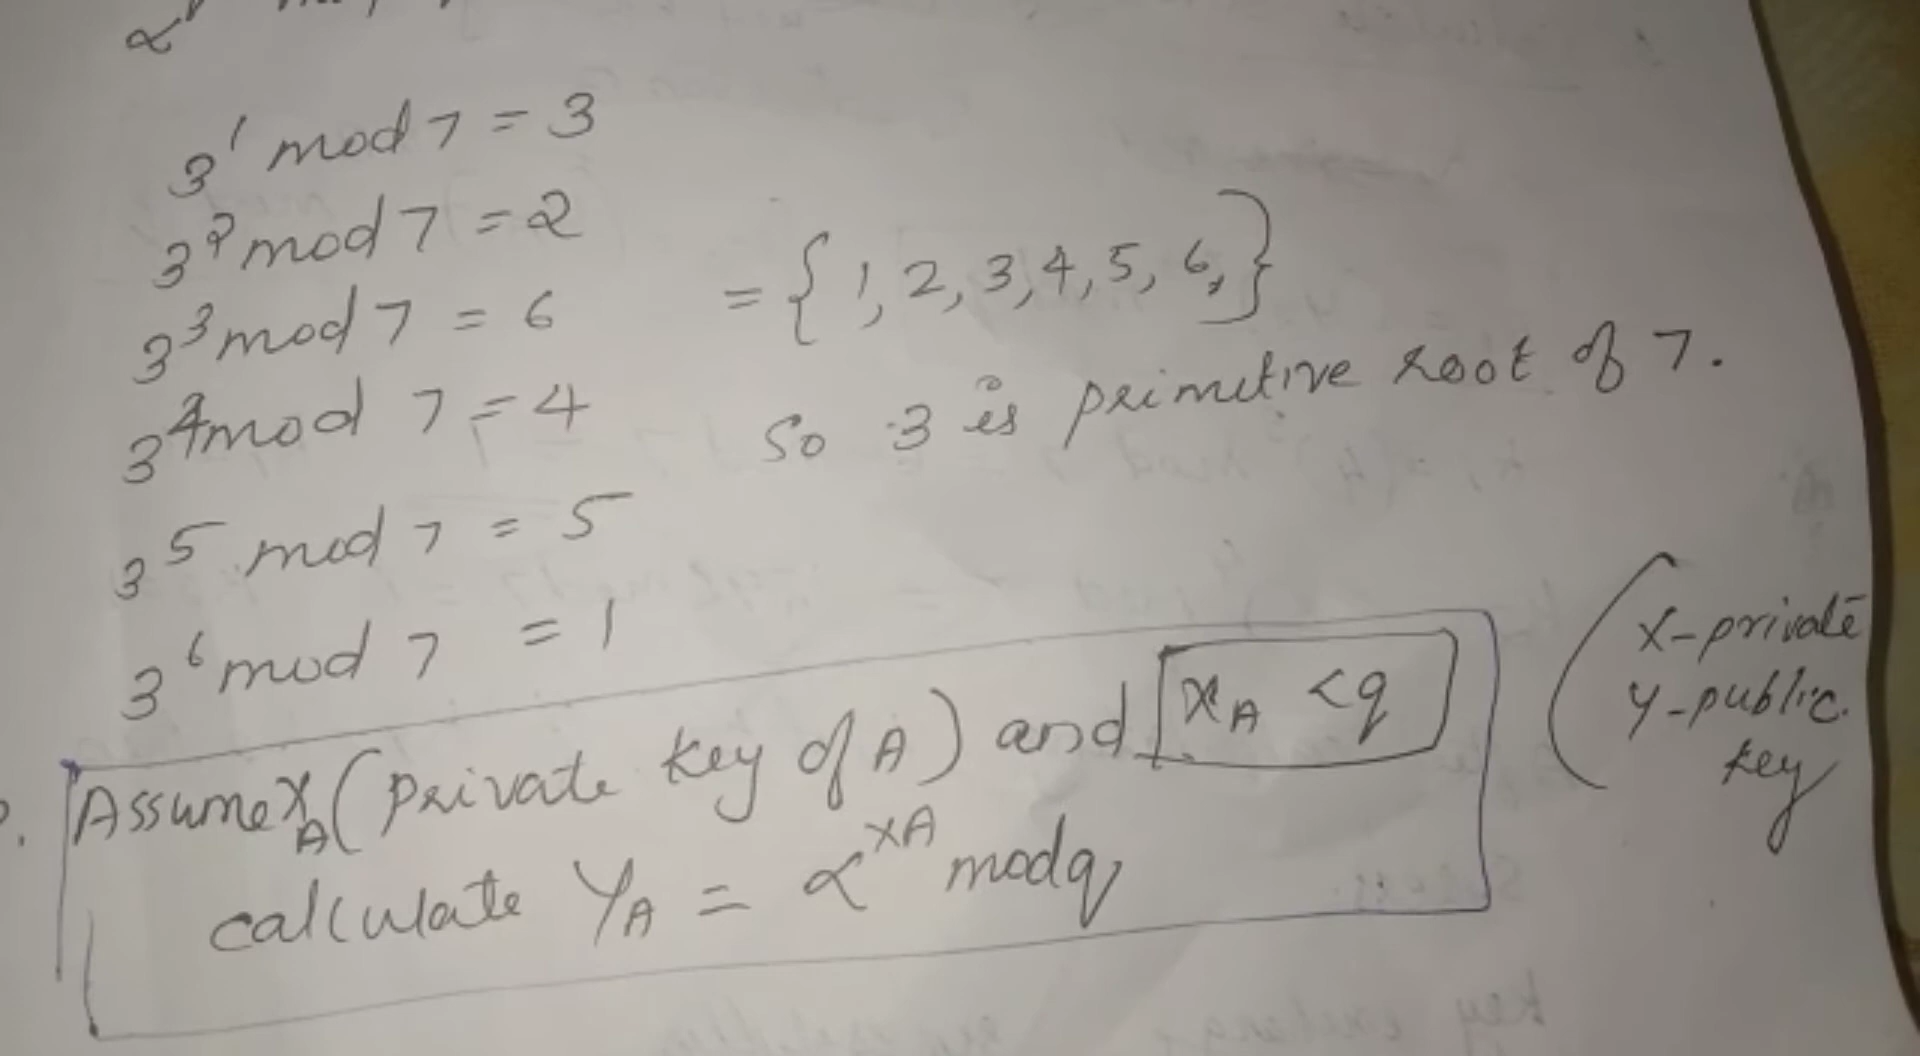 α
3¹ mod 7 = 3
3² mod 7 = 2
3³ mod 7 = 6
3⁴ mod 7 = 4
3⁵ mod 7 = 5
3⁶ mod 7 = 1
= { 1, 2, 3, 4, 5, 6, }
So 3 is primitive root of 7.
Assume X_A (private key of A) and x_A < q
calculate Y_A = α^XA mod q
X-private
Y-public
key